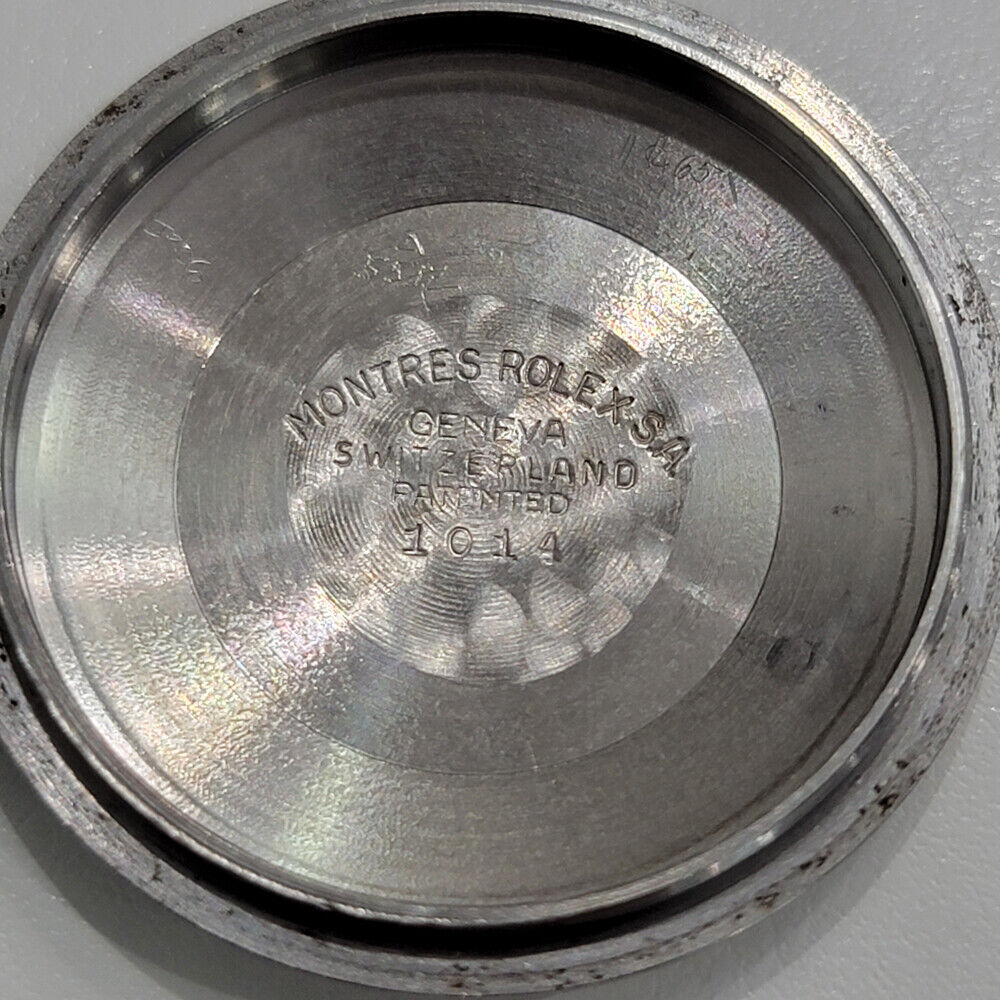 MONTRES ROLEX S.A
GENEVA
SWITZERLAND
PATENTED
1014